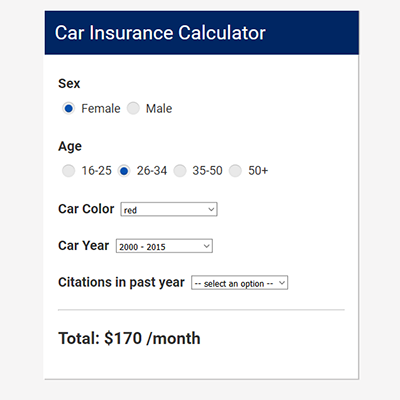 Car Insurance Calculator
Sex
Female Male
Age
16-25 26-34 35-50 50+
Car Color red
Car Year 2000 - 2015
Citations in past year -- select an option --
Total: $170 /month